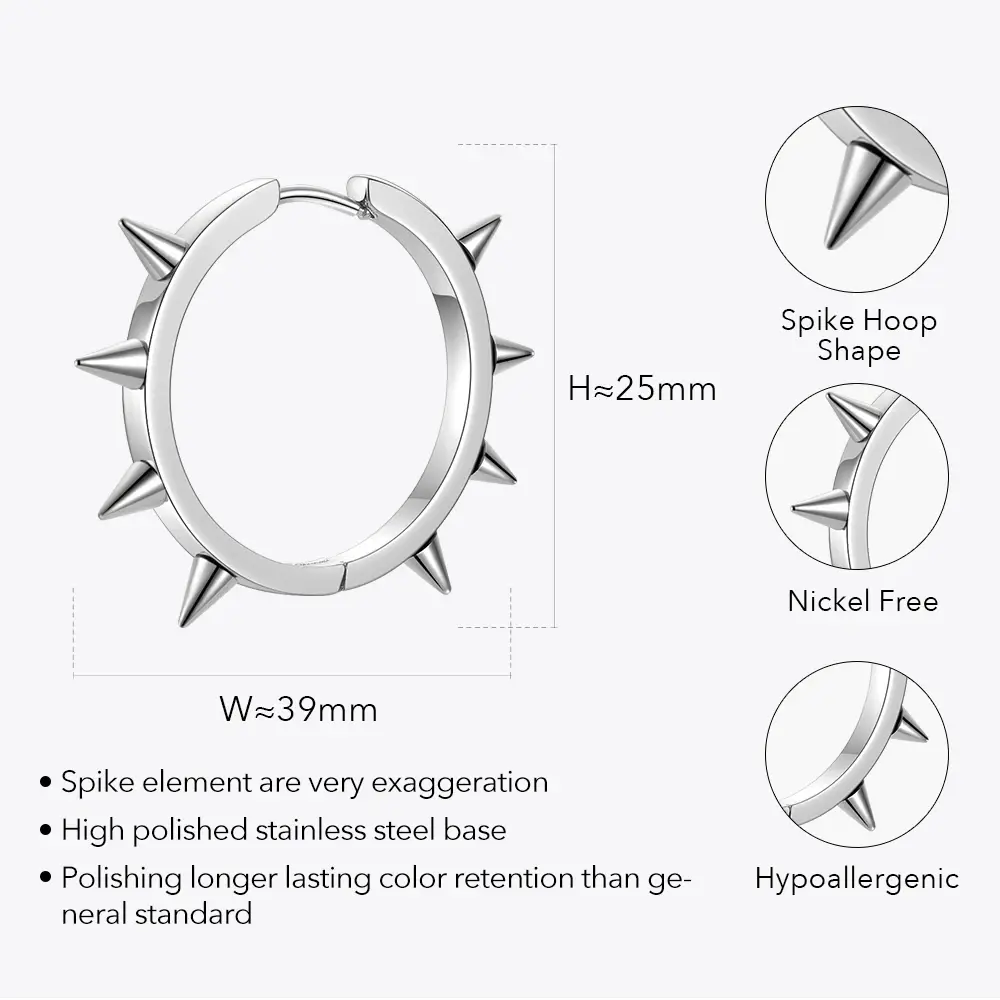 H≈25mm
W≈39mm
Spike Hoop
Shape
Nickel Free
Hypoallergenic
• Spike element are very exaggeration
• High polished stainless steel base
• Polishing longer lasting color retention than ge-
neral standard